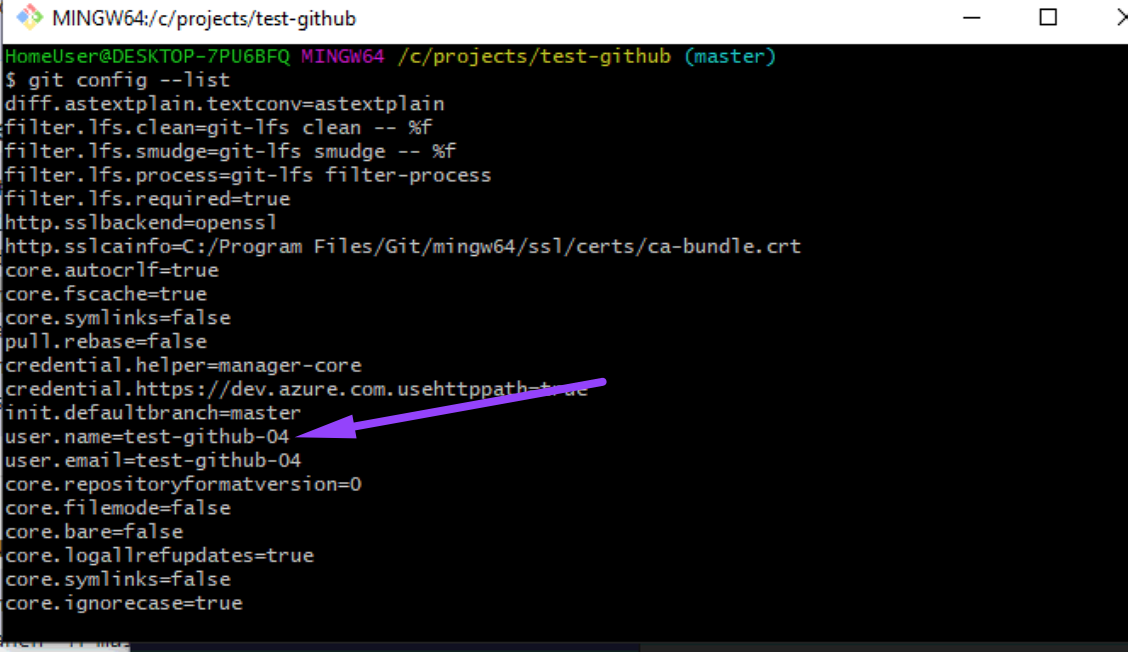 MINGW64:/c/projects/test-github
HomeUser@DESKTOP-7PU6BFQ MINGW64 /c/projects/test-github (master)
$ git config --list
diff.astextplain.textconv=astextplain
filter.lfs.clean=git-lfs clean -- %f
filter.lfs.smudge=git-lfs smudge -- %f
filter.lfs.process=git-lfs filter-process
filter.lfs.required=true
http.sslbackend=openssl
http.sslcainfo=C:/Program Files/Git/mingw64/ssl/certs/ca-bundle.crt
core.autocrlf=true
core.fscache=true
core.symlinks=false
pull.rebase=false
credential.helper=manager-core
credential.https://dev.azure.com.usehttppath=true
init.defaultbranch=master
user.name=test-github-04
user.email=test-github-04
core.repositoryformatversion=0
core.filemode=false
core.bare=false
core.logallrefupdates=true
core.symlinks=false
core.ignorecase=true